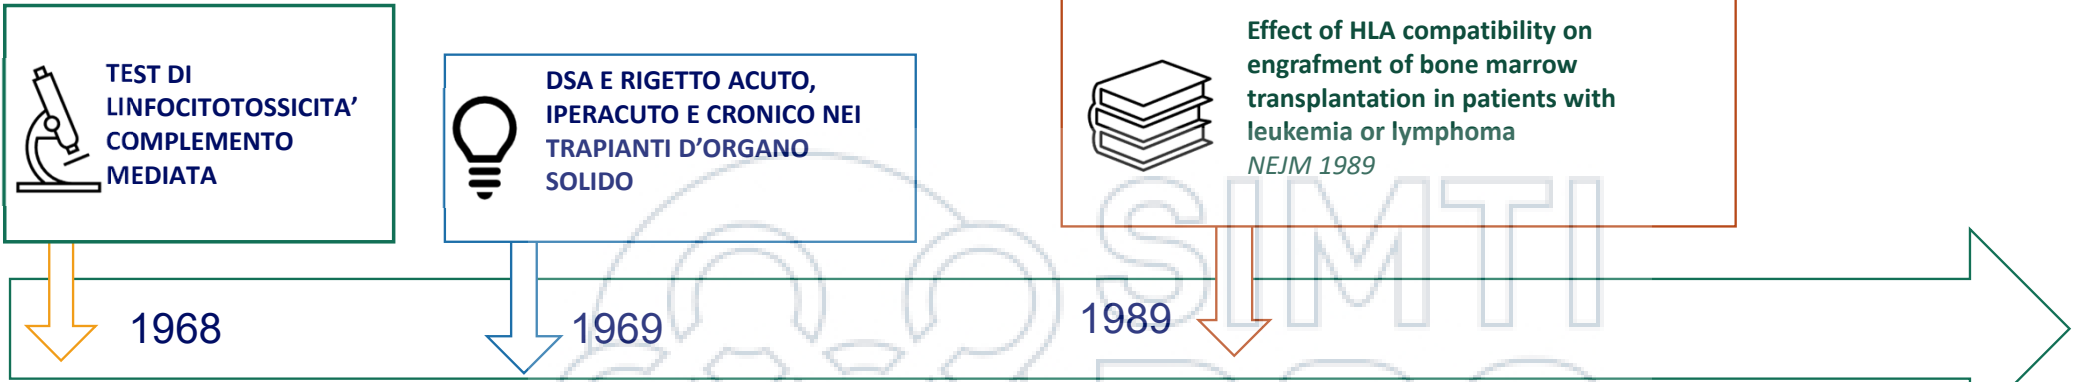 TEST DI
LINFOCITOTOSSICITA'
COMPLEMENTO
MEDIATA
DSA E RIGETTO ACUTO,
IPERACUTO E CRONICO NEI
TRAPIANTI D'ORGANO
SOLIDO
Effect of HLA compatibility on
engrafment of bone marrow
transplantation in patients with
leukemia or lymphoma
NEJM 1989
SIMTI
1968
1969
1989